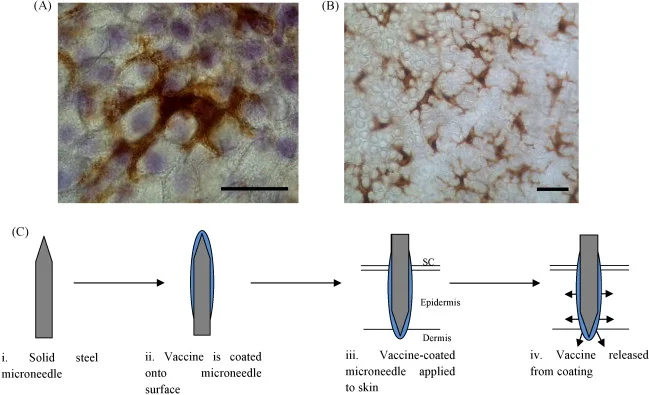 (A)
(B)
(C)
SC
Epidermis
Dermis
i. Solid steel
microneedle
ii. Vaccine is coated
onto microneedle
surface
iii. Vaccine-coated
microneedle applied
to skin
iv. Vaccine released
from coating